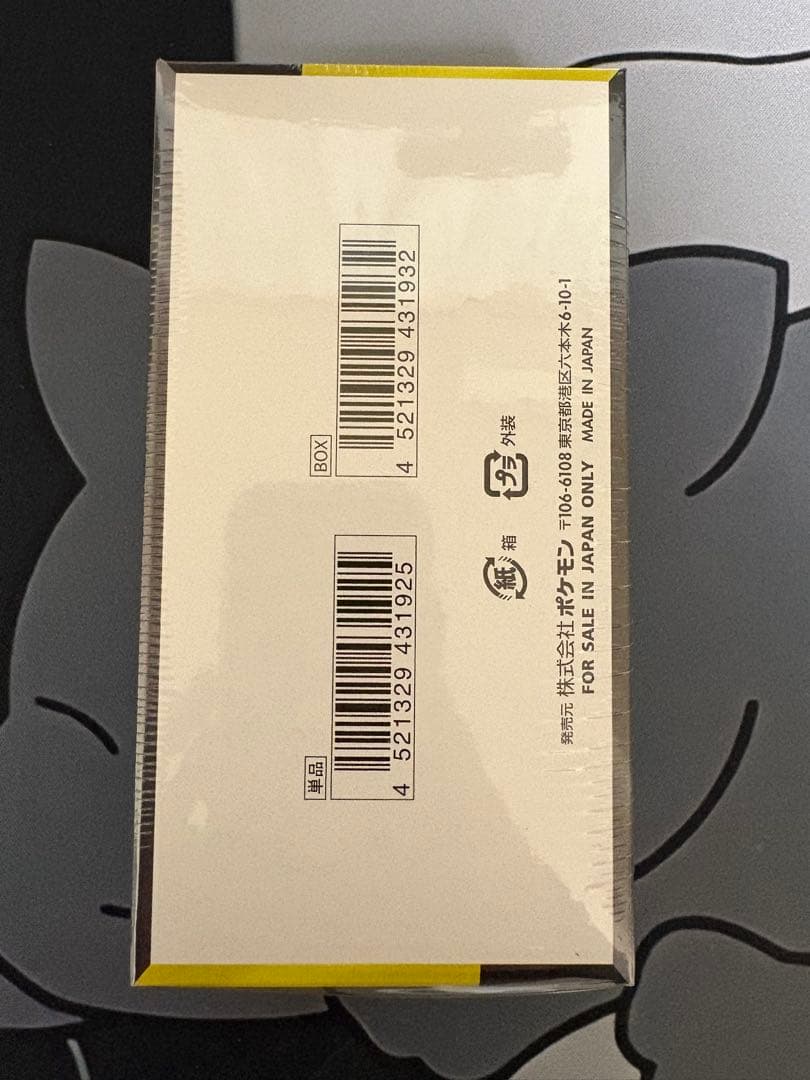 BOX
4 521329 431932
単品
4 521329 431925
紙 箱
プラ 外装
発売元 株式会社 ポケモン 〒106-6108 東京都港区六本木6-10-1
FOR SALE IN JAPAN ONLY MADE IN JAPAN